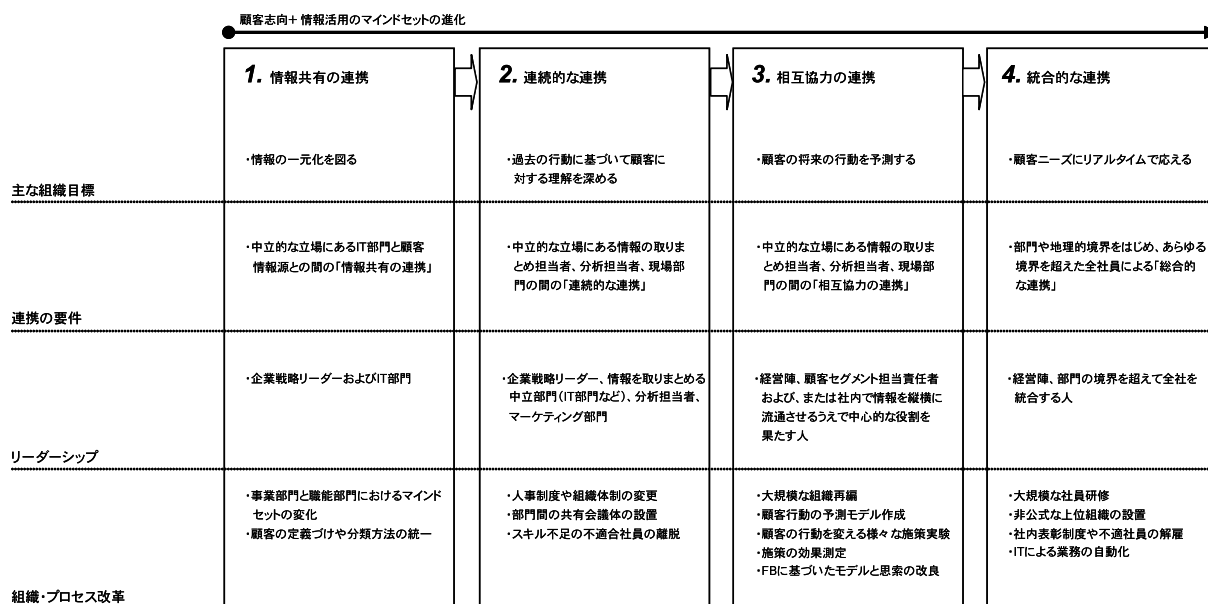 顧客志向+ 情報活用のマインドセットの進化
1. 情報共有の連携
2. 連続的な連携
3. 相互協力の連携
4. 統合的な連携
主な組織目標
・情報の一元化を図る
・過去の行動に基づいて顧客に
対する理解を深める
・顧客の将来の行動を予測する
・顧客ニーズにリアルタイムで応える
連携の要件
・中立的な立場にあるIT部門と顧客
情報源との間の「情報共有の連携」
・中立的な立場にある情報の取りま
とめ担当者、分析担当者、現場部
門の間の「連続的な連携」
・中立的な立場にある情報の取りま
とめ担当者、分析担当者、現場部
門の間の「相互協力の連携」
・部門や地理的境界をはじめ、あらゆる
境界を超えた全社員による「総合的
な連携」
リーダーシップ
・企業戦略リーダーおよびIT部門
・企業戦略リーダー、情報を取りまとめる
中立部門(IT部門など)、分析担当者、
マーケティング部門
・経営陣、顧客セグメント担当責任者
および、または社内で情報を縦横に
流通させるうえで中心的な役割を
果たす人
・経営陣、部門の境界を超えて全社を
統合する人
組織・プロセス改革
・事業部門と職能部門におけるマインド
セットの変化
・顧客の定義づけや分類方法の統一
・人事制度や組織体制の変更
・部門間の共有会議体の設置
・スキル不足の不適合社員の離脱
・大規模な組織再編
・顧客行動の予測モデル作成
・顧客の行動を変える様々な施策実験
・施策の効果測定
・FBに基づいたモデルと思索の改良
・大規模な社員研修
・非公式な上位組織の設置
・社内表彰制度や不適社員の解雇
・ITによる業務の自動化